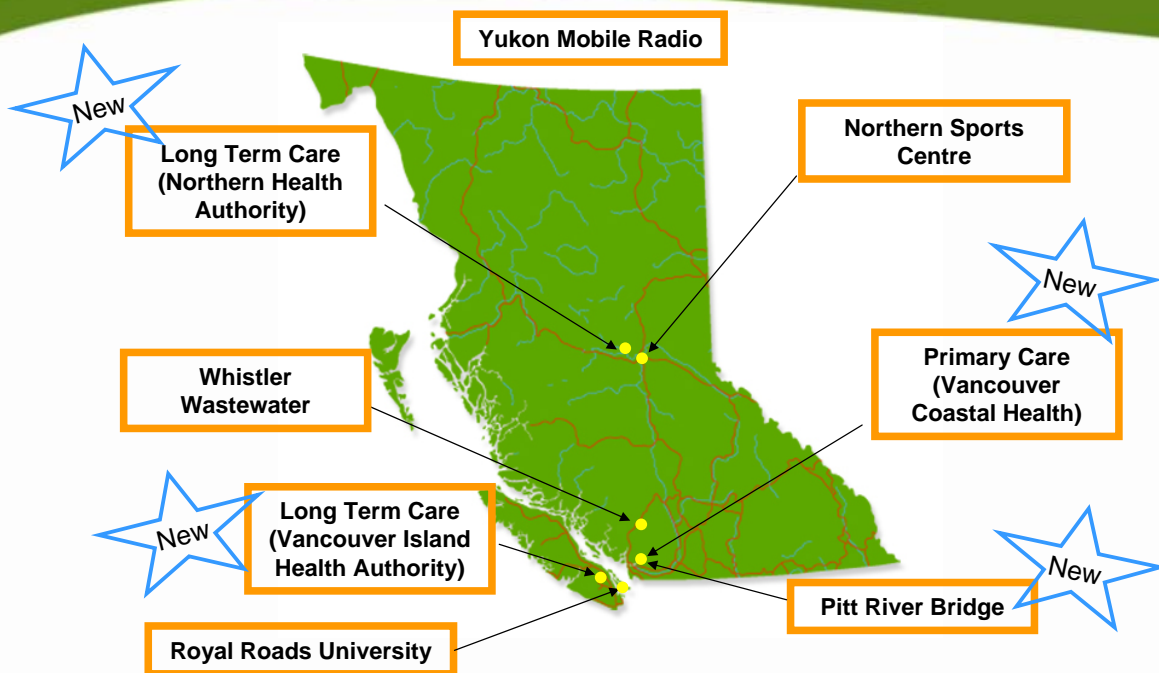 Yukon Mobile Radio
New
Long Term Care
(Northern Health
Authority)
Northern Sports
Centre
New
Primary Care
(Vancouver
Coastal Health)
Whistler
Wastewater
New
Long Term Care
(Vancouver Island
Health Authority)
New
Pitt River Bridge
Royal Roads University